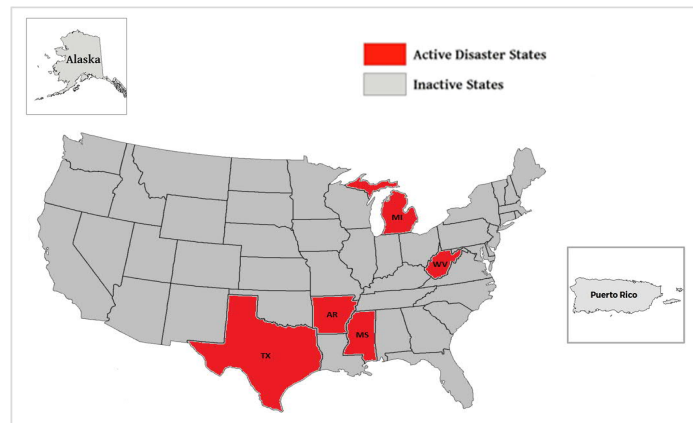 Alaska
Active Disaster States
Inactive States
MI
WV
Puerto Rico
AR
MS
TX